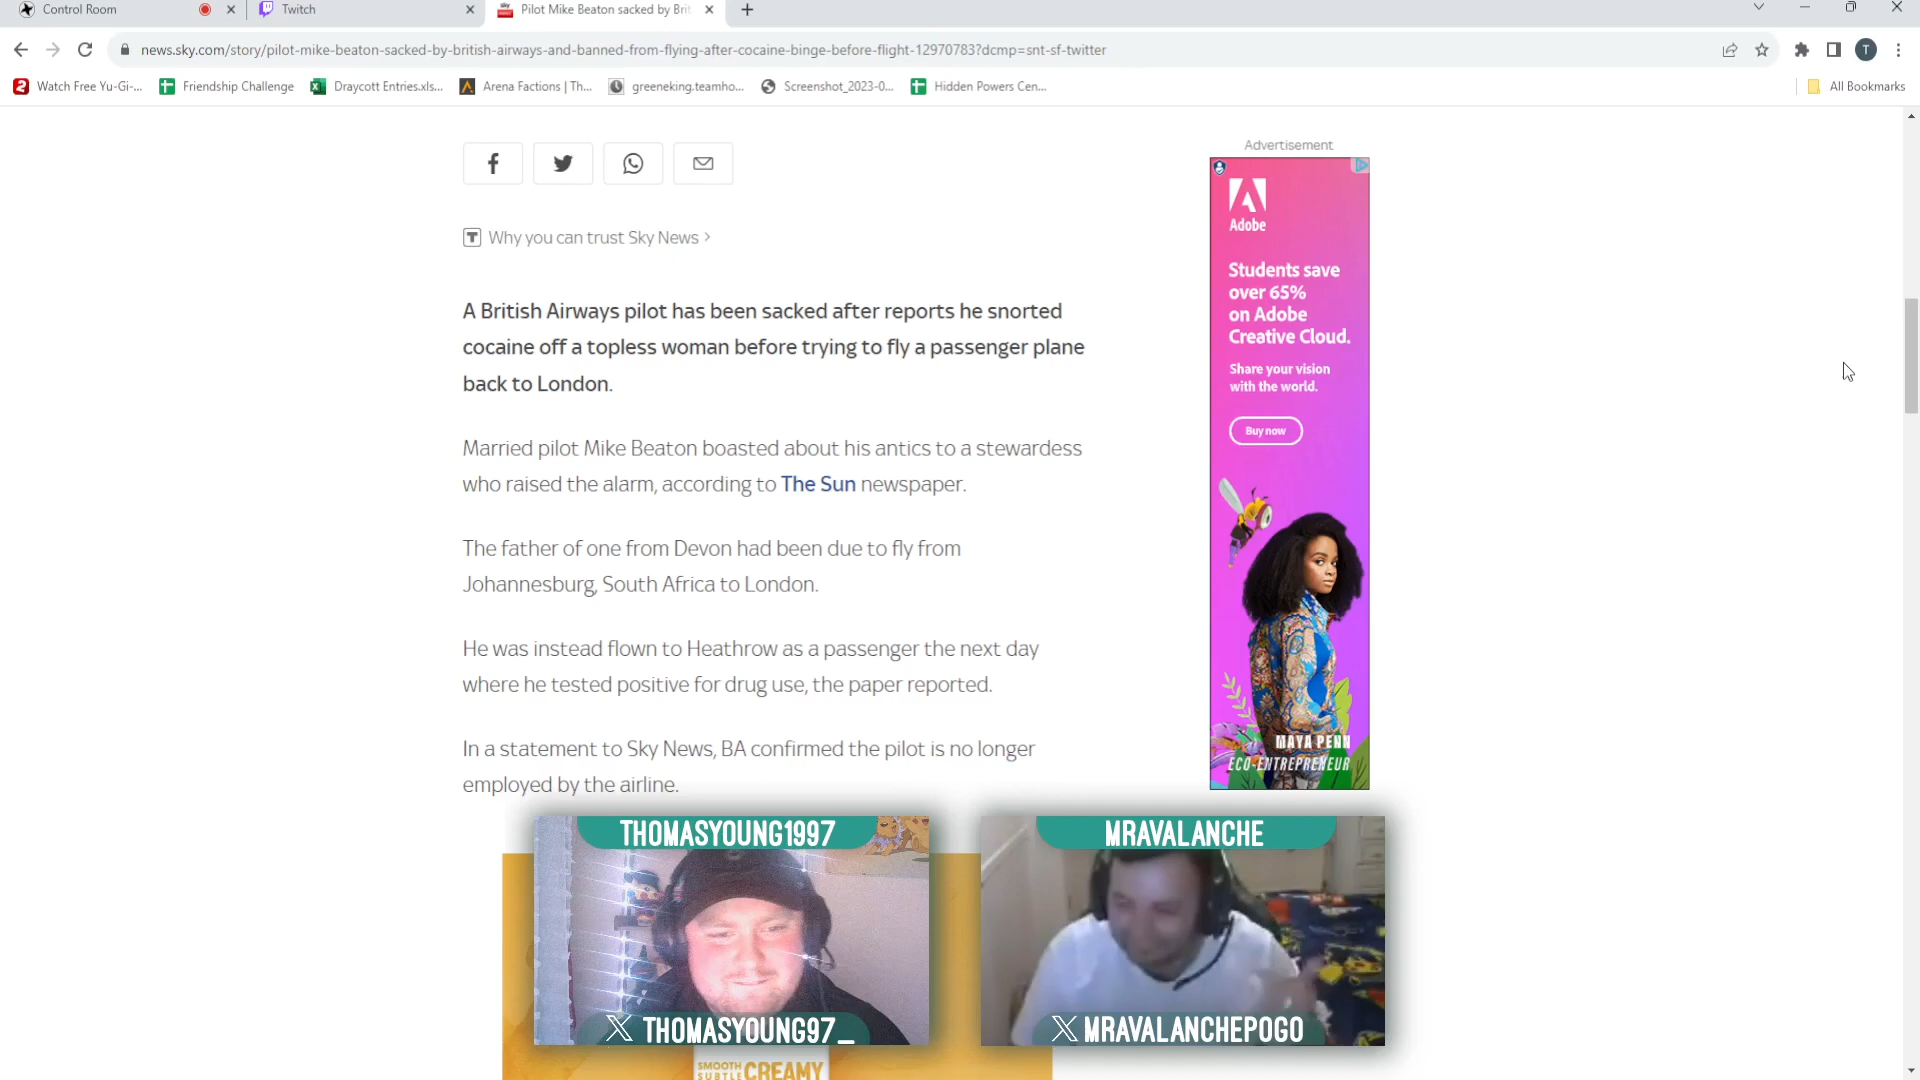 Control Room
Twitch
Pilot Mike Beaton sacked by Bri
news.sky.com/story/pilot-mike-beaton-sacked-by-british-airways-and-banned-from-flying-after-cocaine-binge-before-flight-12970783?dcmp=snt-sf-twitter
T
Watch Free Yu-Gi-...
Friendship Challenge
Draycott Entries.xls...
Arena Factions | Th...
greeneking.teamho...
Screenshot_2023-0...
Hidden Powers Cen...
All Bookmarks
T Why you can trust Sky News >
A British Airways pilot has been sacked after reports he snorted
cocaine off a topless woman before trying to fly a passenger plane
back to London.
Married pilot Mike Beaton boasted about his antics to a stewardess
who raised the alarm, according to The Sun newspaper.
The father of one from Devon had been due to fly from
Johannesburg, South Africa to London.
He was instead flown to Heathrow as a passenger the next day
where he tested positive for drug use, the paper reported.
In a statement to Sky News, BA confirmed the pilot is no longer
employed by the airline.
Advertisement
Adobe
Students save
over 65%
on Adobe
Creative Cloud.
Share your vision
with the world.
Buy now
MAYA PENN
ECO-ENTREPRENEUR
THOMASYOUNG1997
X THOMASYOUNG97_
MRAVALANCHE
X MRAVALANCHEPOGO
SMOOTH
SUBTLE CREAMY